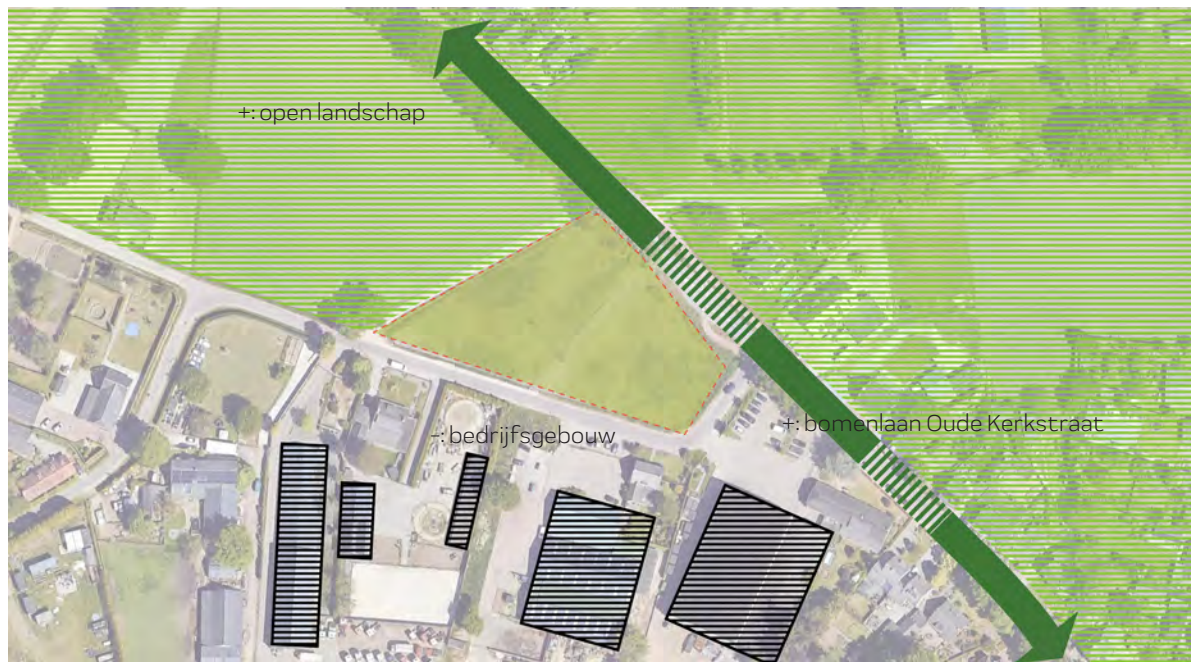 +: open landschap
+: bomenlaan Oude Kerkstraat
-: bedrijfsgebouw